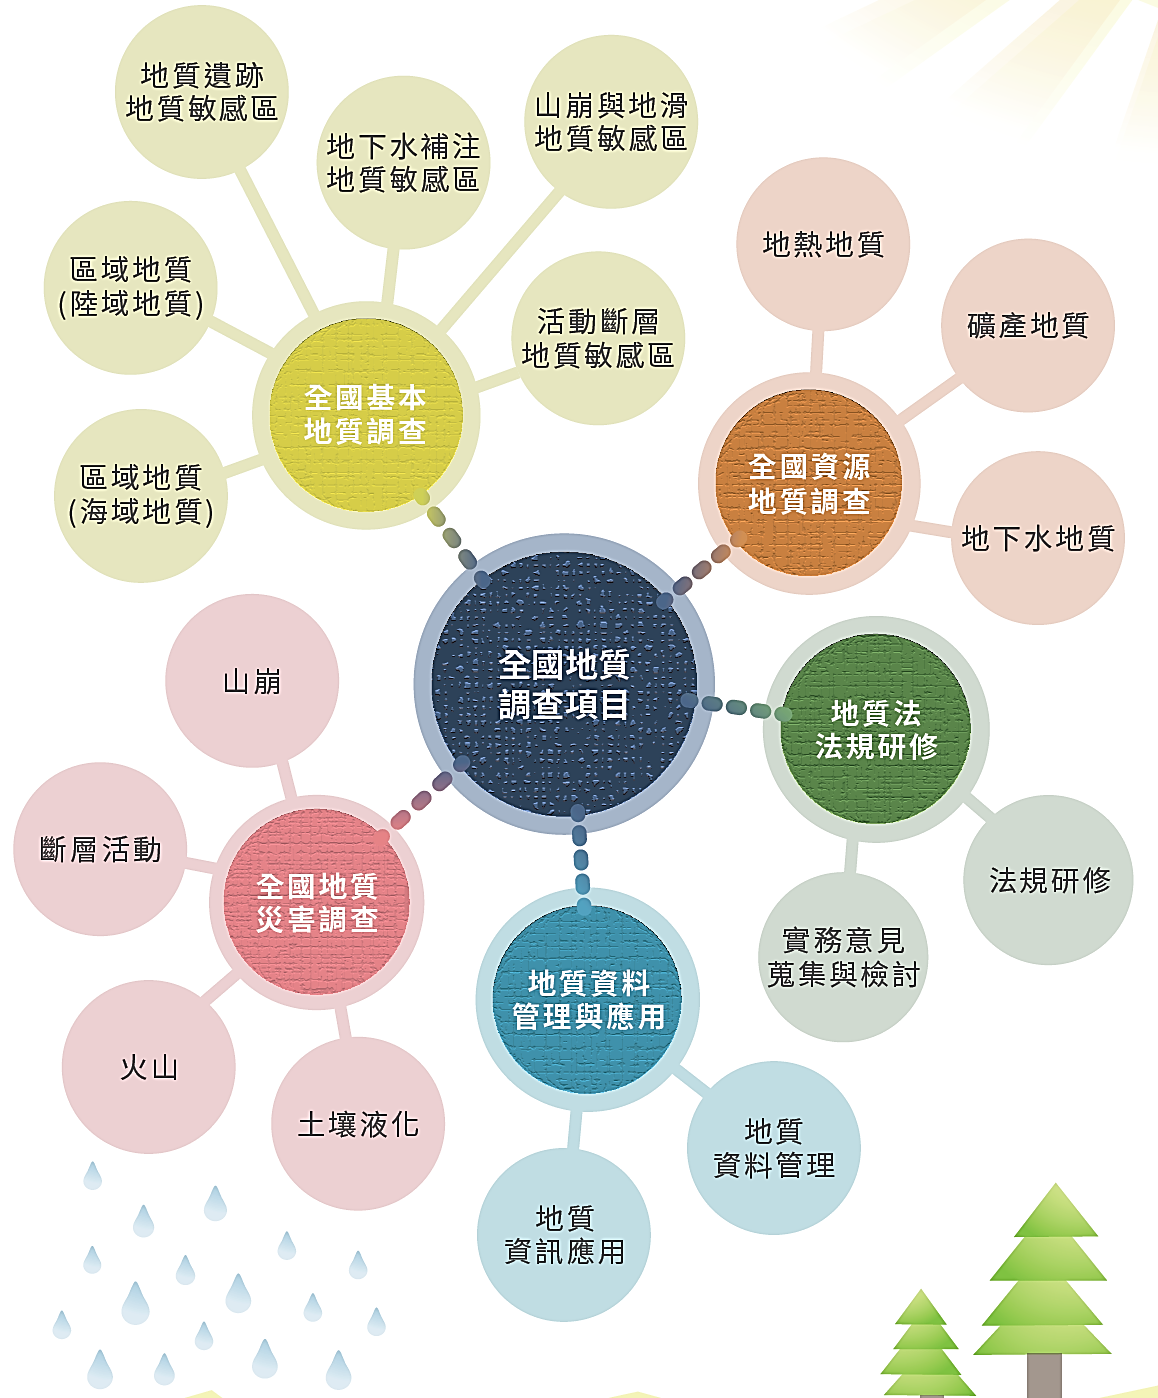 地質遺跡
地質敏感區
地下水補注
地質敏感區
山崩與地滑
地質敏感區
區域地質
(陸域地質)
活動斷層
地質敏感區
區域地質
(海域地質)
全國基本
地質調查
地熱地質
礦產地質
地下水地質
全國資源
地質調查
全國地質
調查項目
地質法
法規研修
法規研修
實務意見
蒐集與檢討
山崩
斷層活動
火山
土壤液化
全國地質
災害調查
地質資料
管理與應用
地質
資料管理
地質
資訊應用